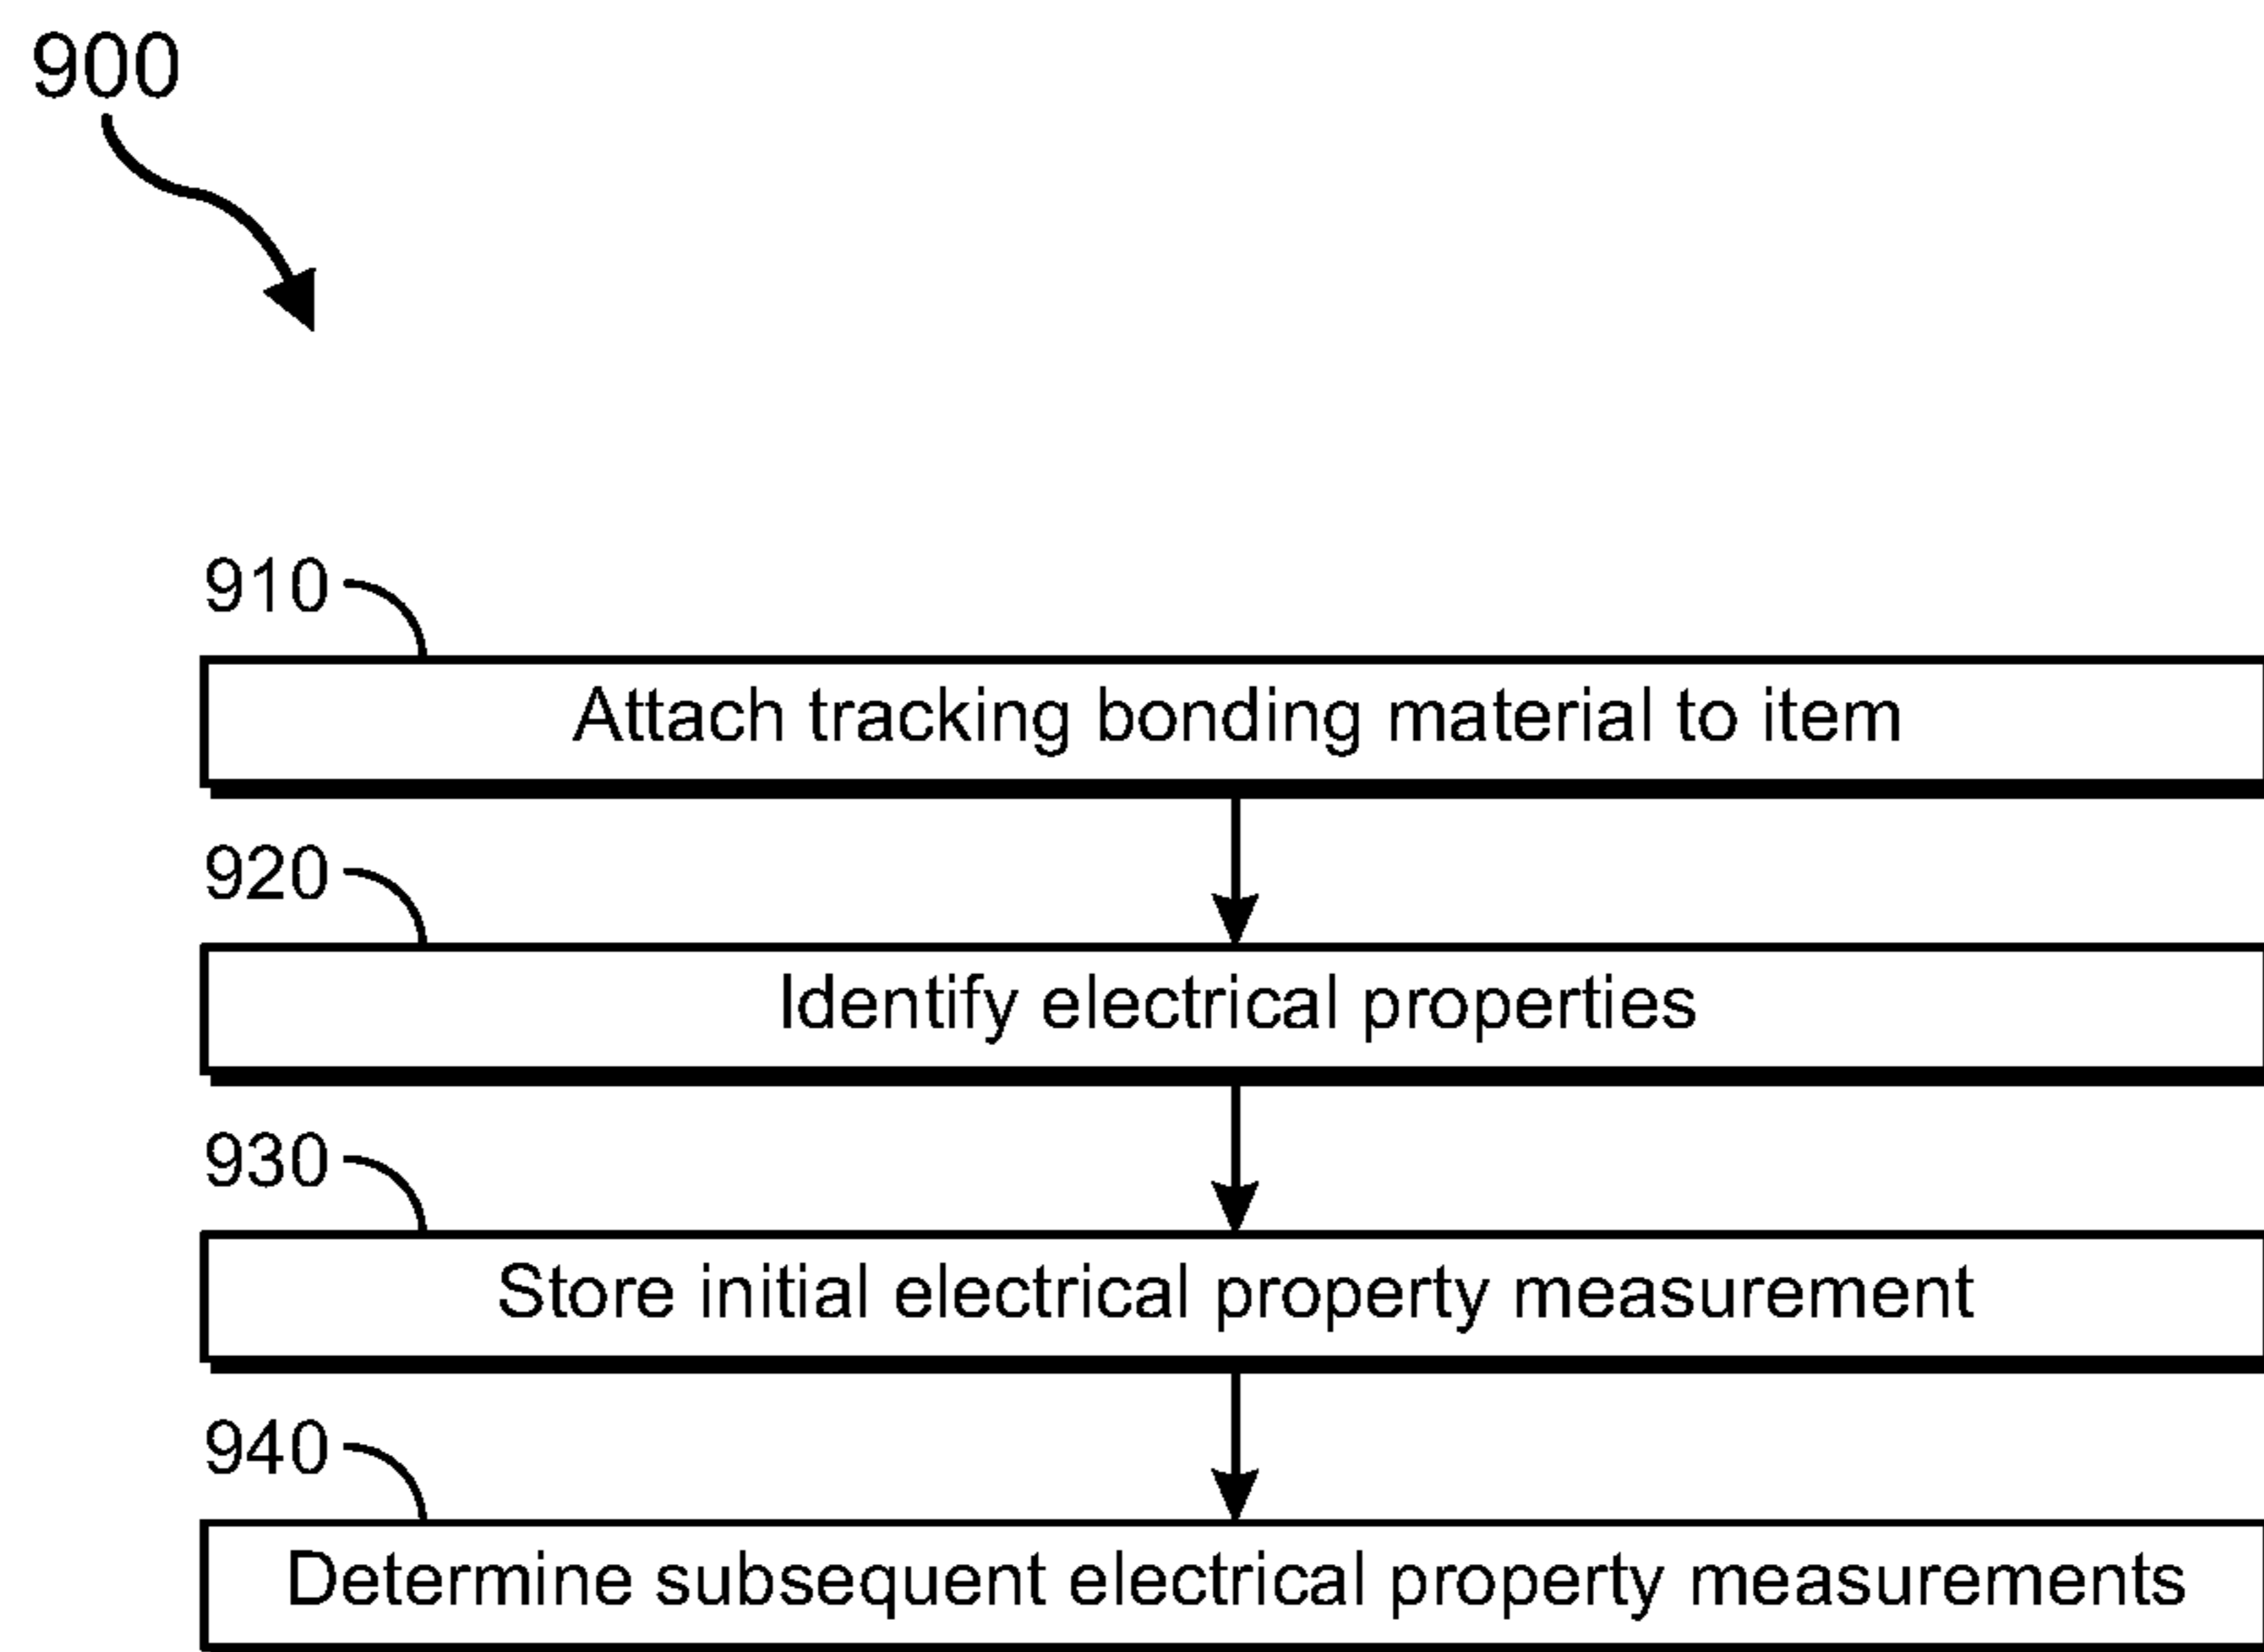 900
910
Attach tracking bonding material to item
920
Identify electrical properties
930
Store initial electrical property measurement
940
Determine subsequent electrical property measurements